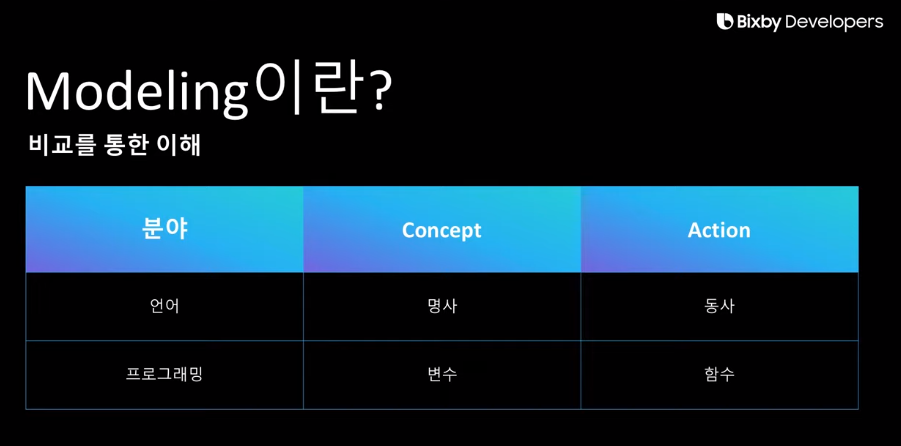 Bixby Developers
Modeling이란?
비교를 통한 이해
분야 Concept Action
언어 명사 동사
프로그래밍 변수 함수